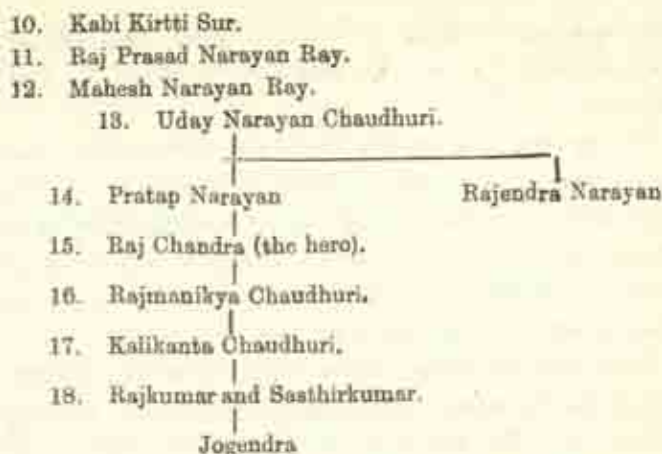 10. Kabi Kirtti Sur.
11. Raj Prasad Narayan Ray.
12. Mahesh Narayan Ray.
13. Uday Narayan Chaudhuri.
14. Pratap Narayan Rajendra Narayan
15. Raj Chandra (the hero).
16. Rajmanikya Chaudhuri.
17. Kalikanta Chaudhuri.
18. Rajkumar and Sasthirkumar.
Jogendra